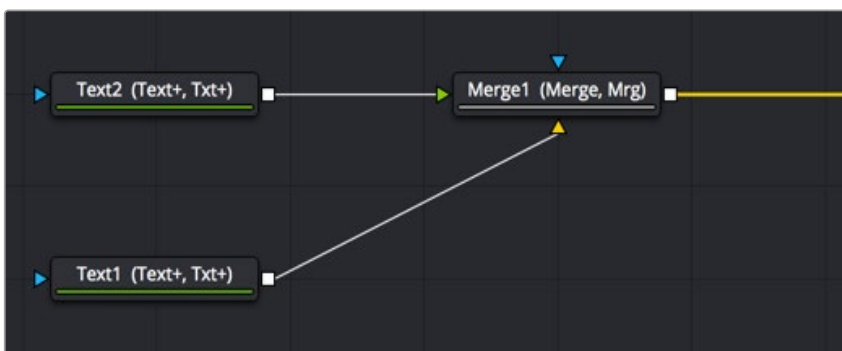 Text2 (Text+, Txt+)
Merge1 (Merge, Mrg)
Text1 (Text+, Txt+)